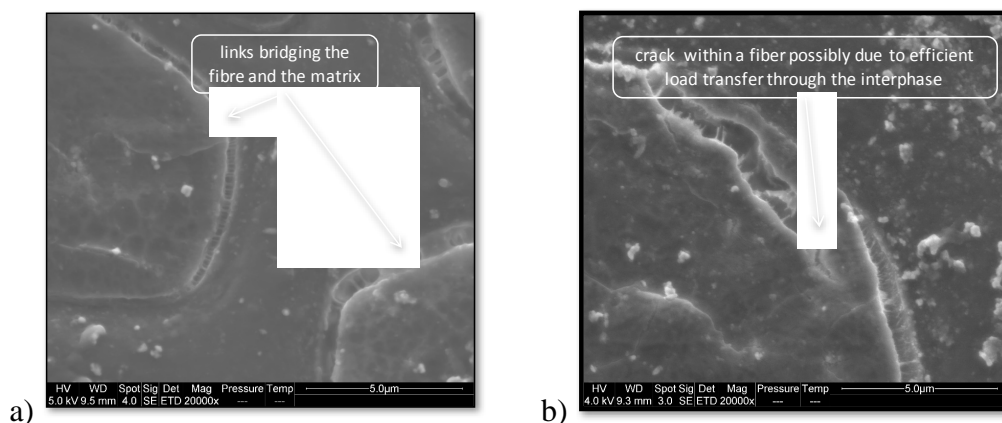 links bridging the
fibre and the matrix
HV WD Spot Sig Det Mag Pressure Temp 5.0µm
5.0 kV 9.5 mm 4.0 SE ETD 20000x --- ---
a)
crack within a fiber possibly due to efficient
load transfer through the interphase
HV WD Spot Sig Det Mag Pressure Temp 5.0µm
4.0 kV 9.3 mm 3.0 SE ETD 20000x --- ---
b)